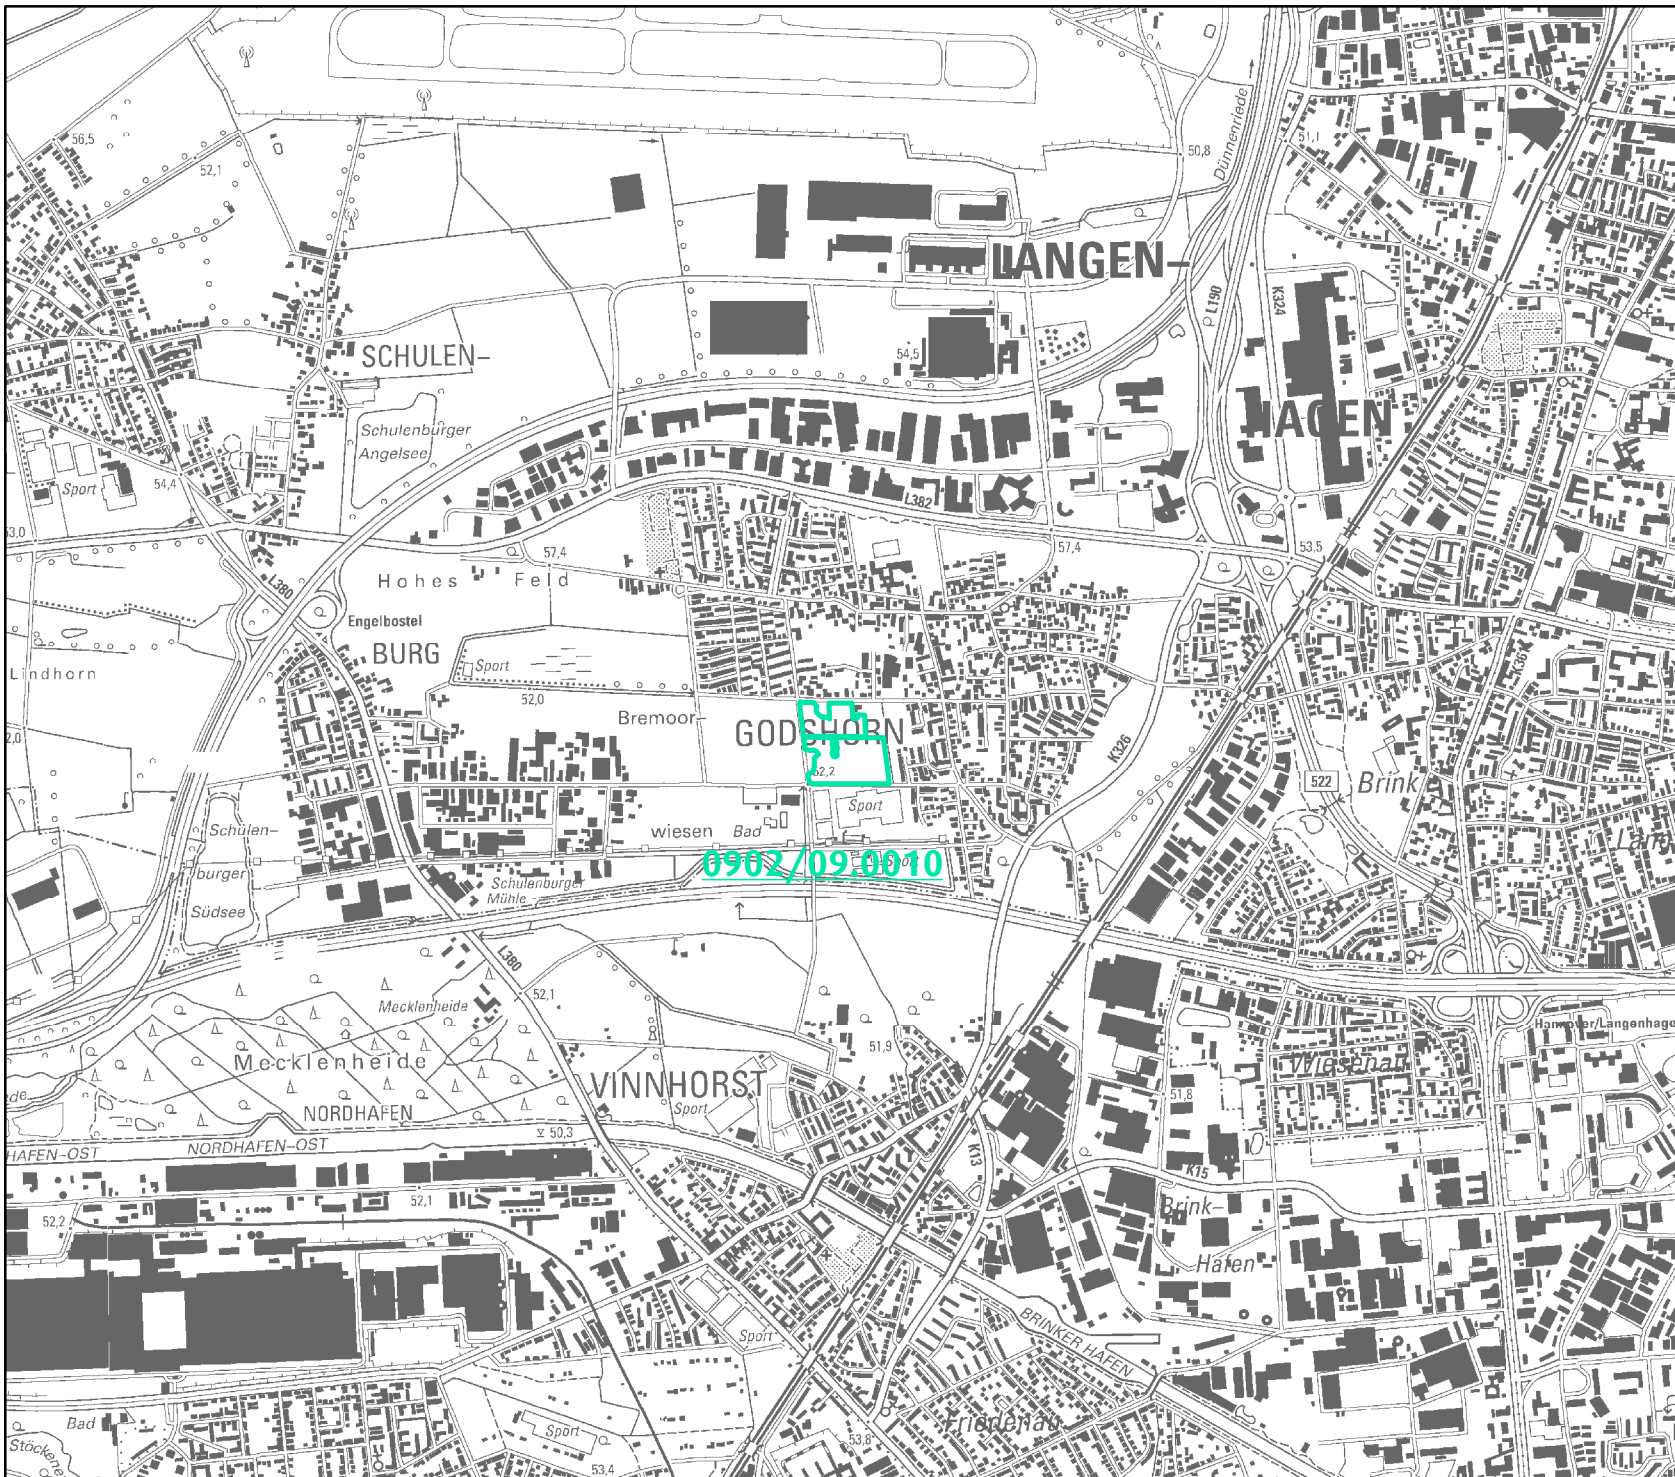 56,5
52,1
50,8
Dünnenriede
51,1
LANGEN-
L190
K324
SCHULEN-
54,5
HAGEN
Schulenburger
Angelsee
Sport
54,4
L382
53,0
57,4
57,4
53,5
Hohes Feld
L380
Engelbostel
BURG
Sport
Lindhorn
52,0
Bremoor-
GODSHORN
K326
52,2
522
Brink
Sport
wiesen
Bad
Schulen-
burger
Südsee
0902/09.0010
Sport
Schulenburger
Mühle
L380
52,1
Mecklenheide
Hannover/Langenhagen
51,9
Mecklenheide
Wiesenau
VINNHORST
Sport
51,8
NORDHAFEN
50,3
NORDHAFEN-OST
HAFEN-OST
K13
K15
52,1
52,2
Brink-
Hafen
BRINKER HAFEN
Sport
Bad
Sport
Friedenau
53,8
53,4